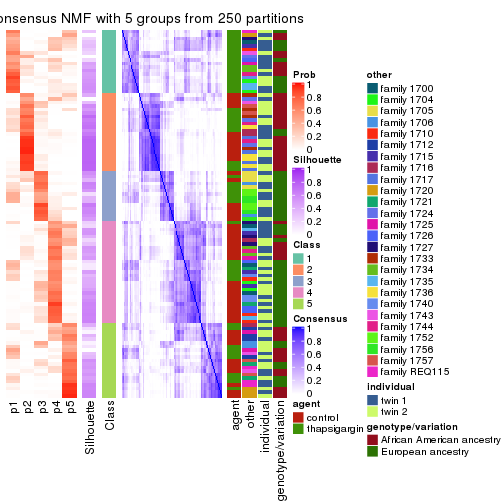 onsensus NMF with 5 groups from 250 partitions
p1
p2
p3
p4
p5
Silhouette
Class
agent
other
individual
genotype/variation
Prob
1
0.8
0.6
0.4
0.2
0
Silhouette
1
0.8
0.6
0.4
0.2
0
Class
1
2
3
4
5
Consensus
1
0.8
0.6
0.4
0.2
0
agent
control
thapsigargin
other
family 1700
family 1704
family 1705
family 1706
family 1710
family 1712
family 1715
family 1716
family 1717
family 1720
family 1721
family 1724
family 1725
family 1726
family 1727
family 1733
family 1734
family 1735
family 1736
family 1740
family 1743
family 1744
family 1752
family 1756
family 1757
family REQ115
individual
twin 1
twin 2
genotype/variation
African American ancestry
European ancestry